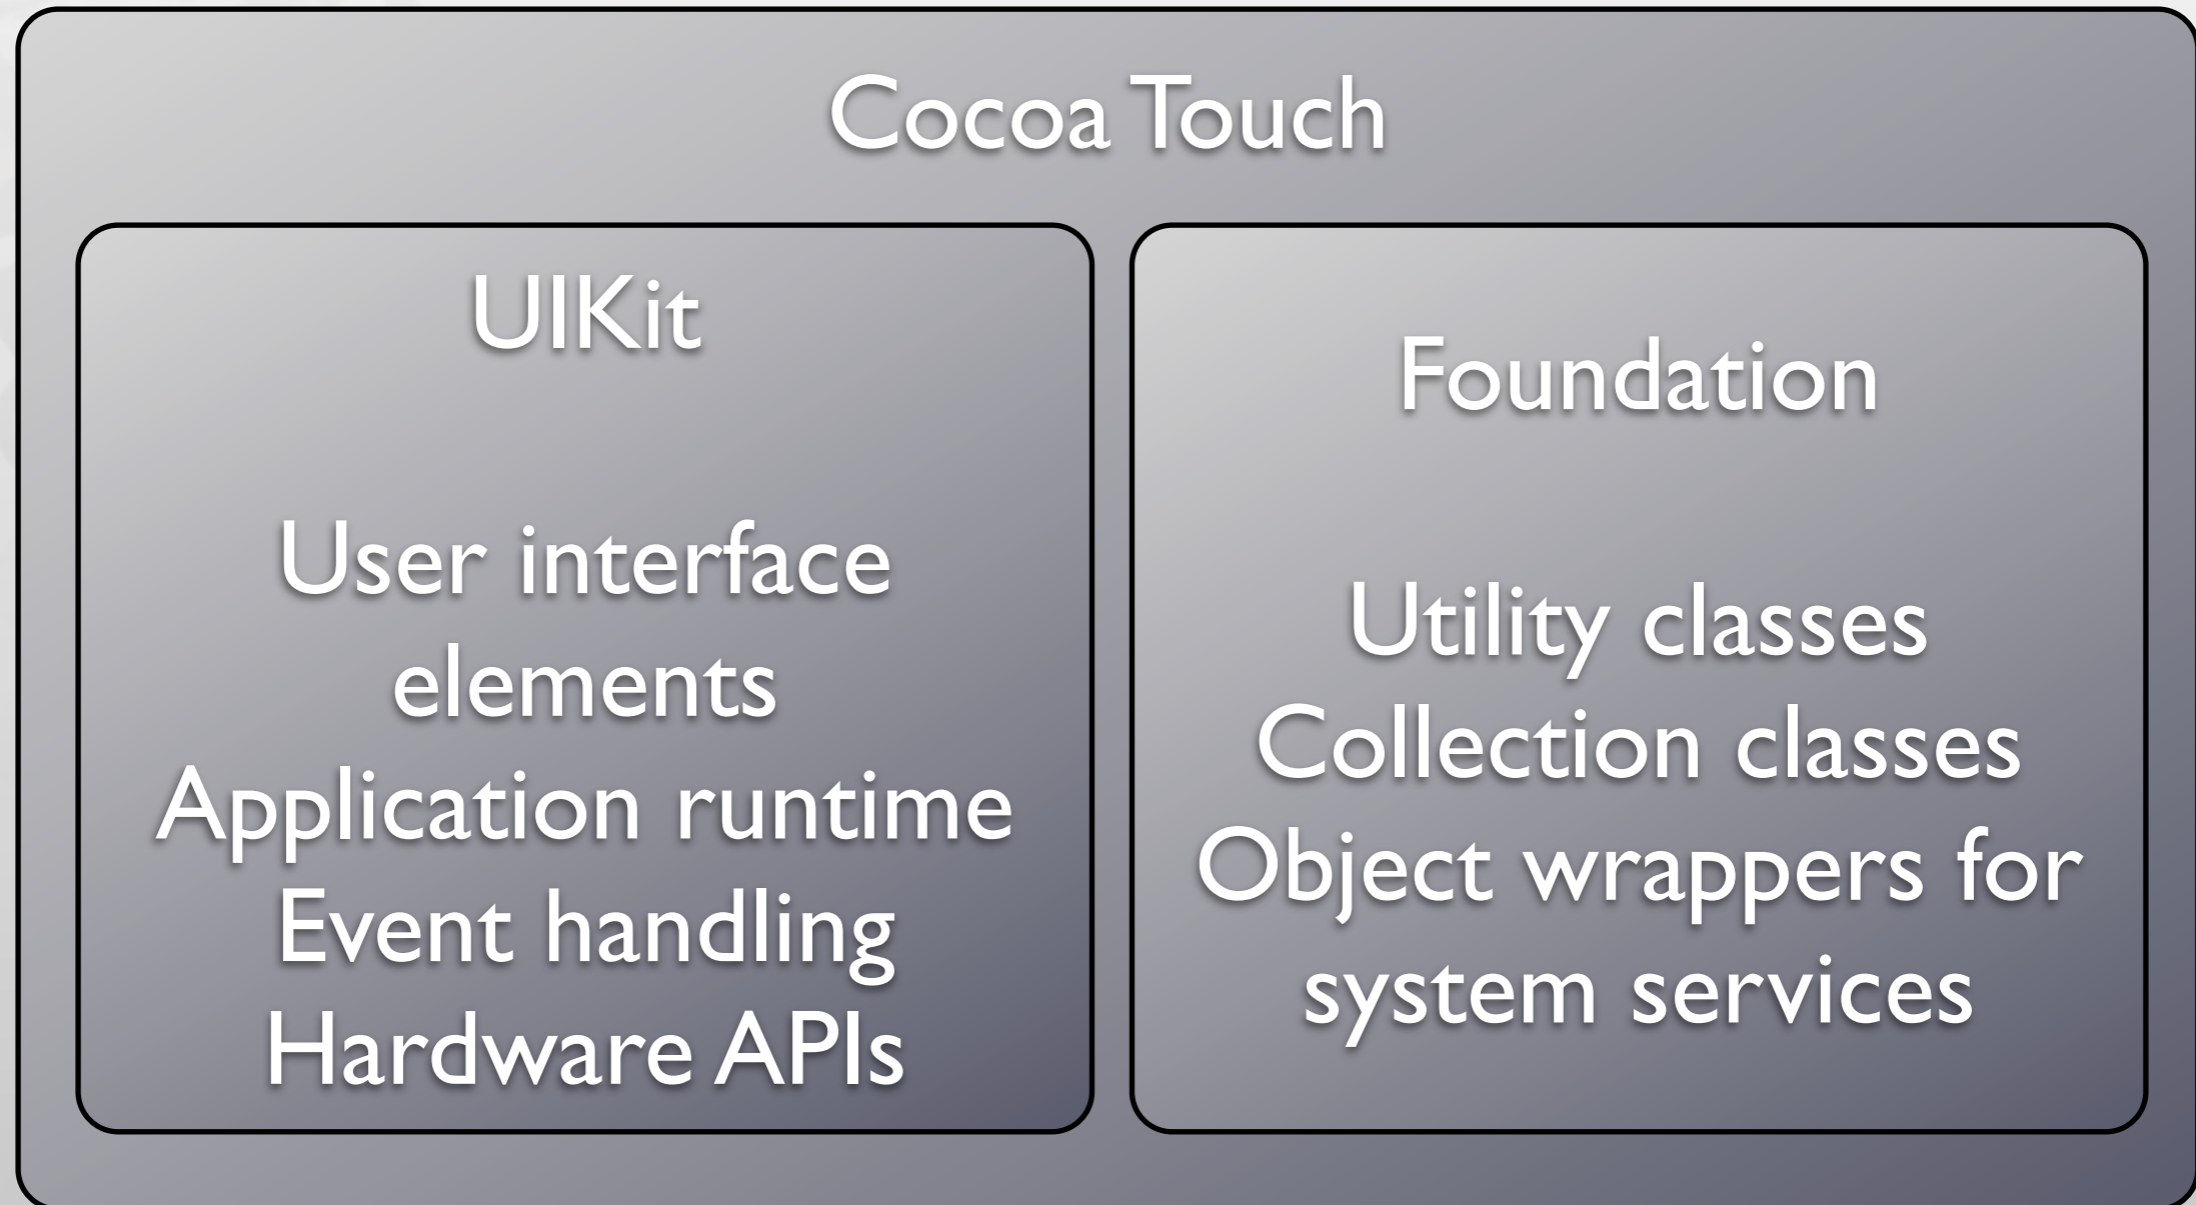 Cocoa Touch
UIKit
User interface
elements
Application runtime
Event handling
Hardware APIs
Foundation
Utility classes
Collection classes
Object wrappers for
system services